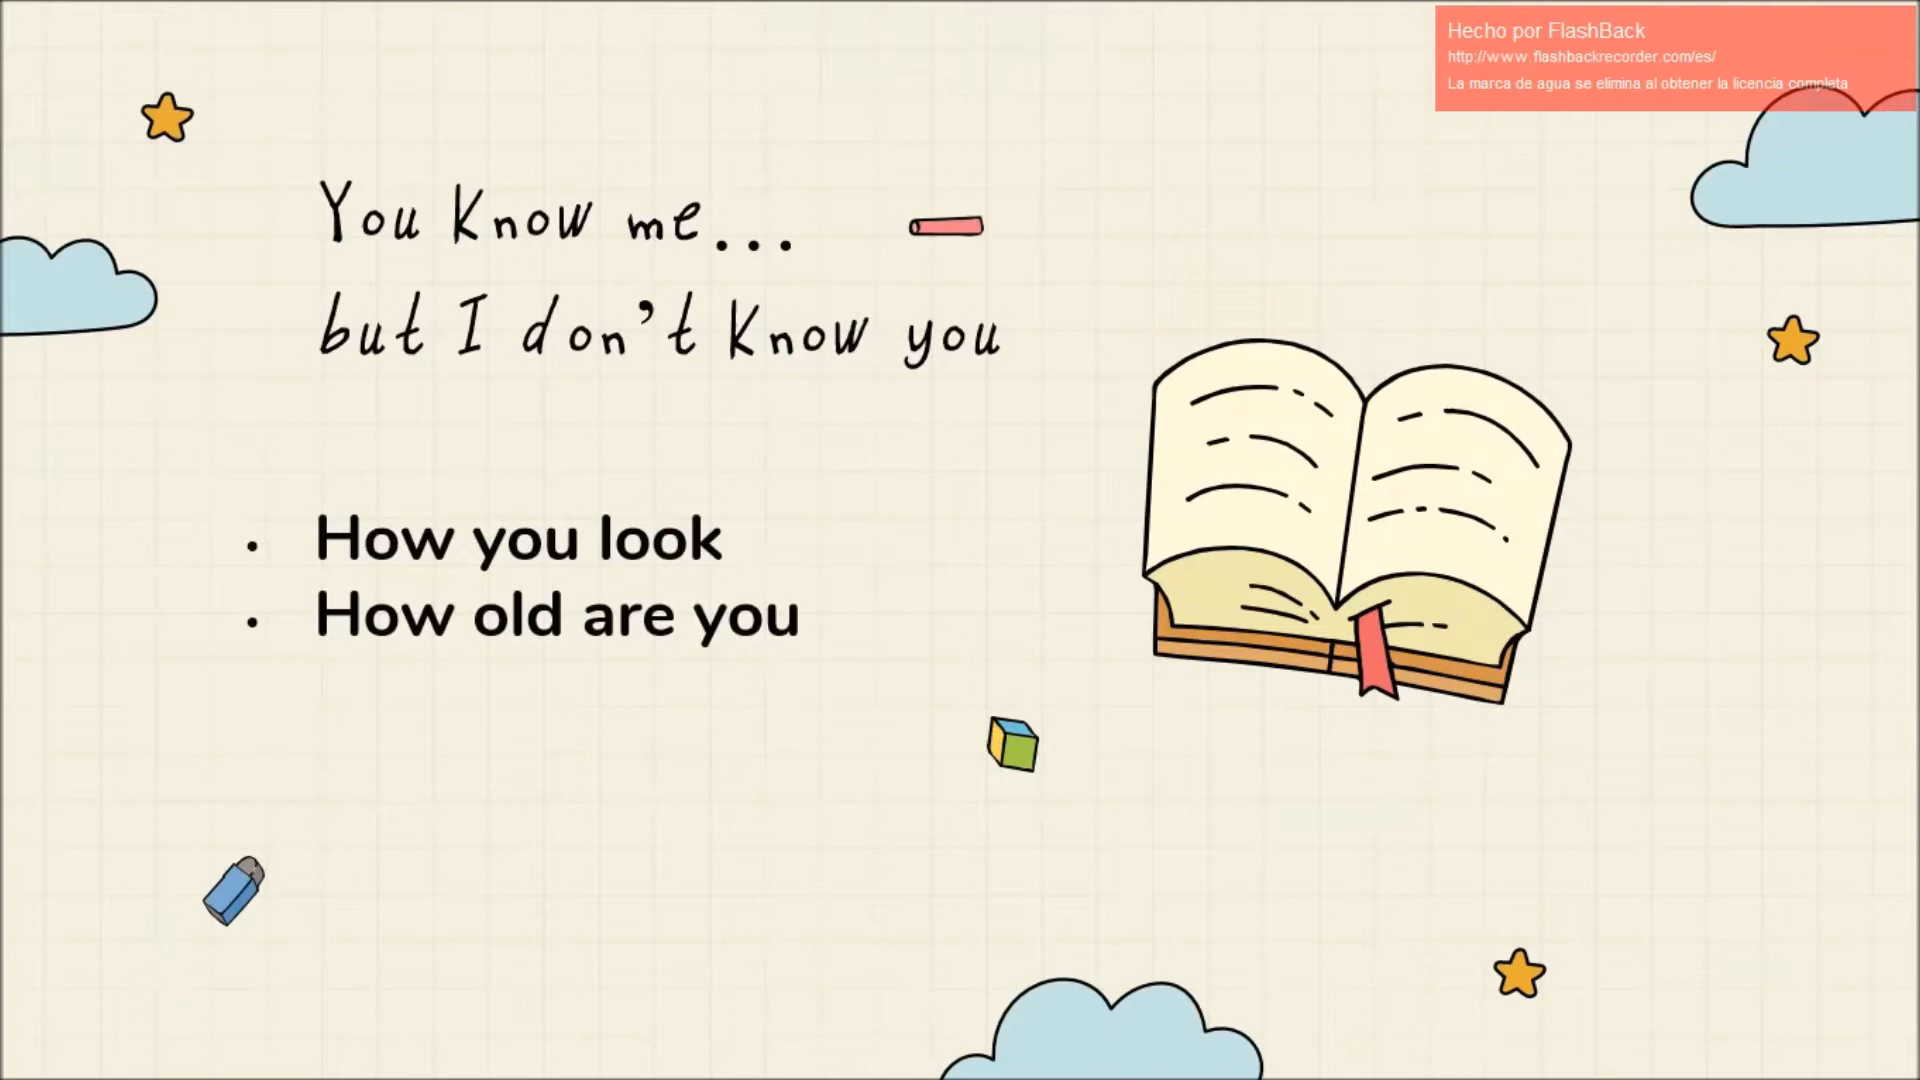 Hecho por FlashBack
http://www.flashbackrecorder.com/es/
La marca de agua se elimina al obtener la licencia completa
You know me...
but I don't know you
• How you look
• How old are you